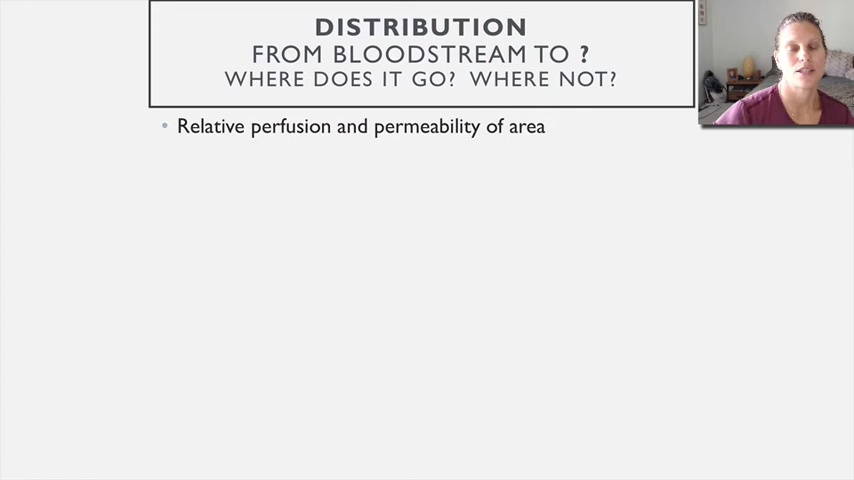 DISTRIBUTION
FROM BLOODSTREAM TO ?
WHERE DOES IT GO? WHERE NOT?
• Relative perfusion and permeability of area